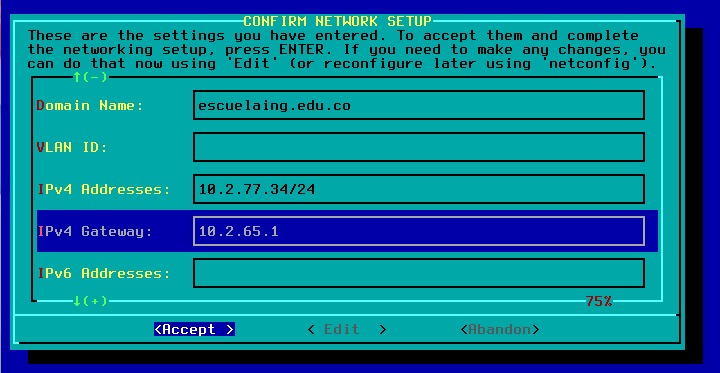 CONFIRM NETWORK SETUP
These are the settings you have entered. To accept them and complete
the networking setup, press ENTER. If you need to make any changes, you
can do that now using 'Edit' (or reconfigure later using 'netconfig').
↑(-)
Domain Name: escuelaing.edu.co
VLAN ID:
IPv4 Addresses: 10.2.77.34/24
IPv4 Gateway: 10.2.65.1
IPv6 Addresses:
↓(+) 75%
<Accept > < Edit > <Abandon>